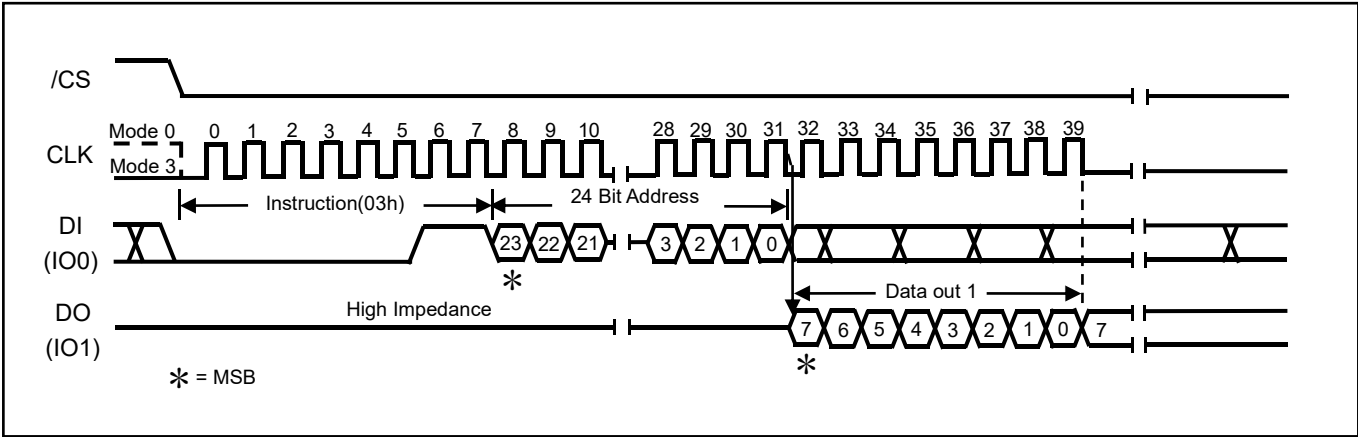 /CS
Mode 0 0 1 2 3 4 5 6 7 8 9 10 28 29 30 31 32 33 34 35 36 37 38 39
CLK
Mode 3
Instruction(03h) 24 Bit Address
DI
(IO0)
23 22 21 3 2 1 0
*
Data out 1
High Impedance
DO
(IO1)
7 6 5 4 3 2 1 0 7
*
* = MSB